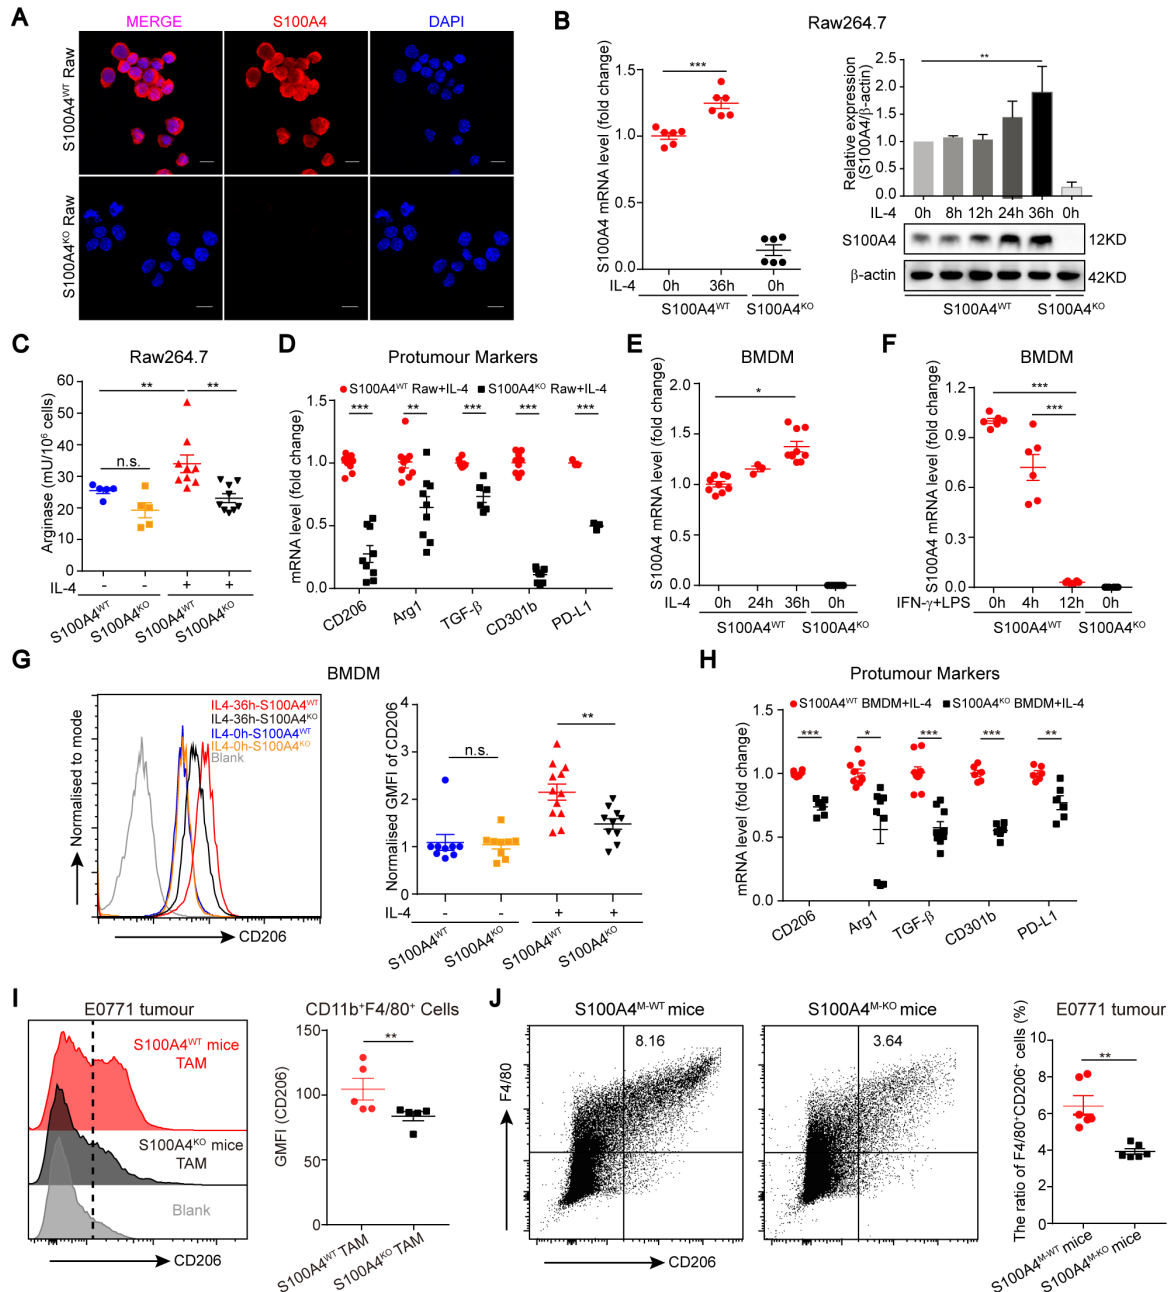 A
MERGE
S100A4
DAPI
S100A4WT Raw
S100A4KO Raw
B
Raw264.7
S100A4 mRNA level (fold change)
1.5
1.0
0.5
0.0
***
IL-4
0h
36h
0h
S100A4WT
S100A4KO
Relative expression
(S100A4/β-actin)
2.5
2.0
1.5
1.0
0.5
0.0
**
IL-4
0h
8h
12h
24h
36h
0h
S100A4
12KD
β-actin
42KD
S100A4WT
S100A4KO
C
Raw264.7
Arginase (mU/10⁶ cells)
60
50
40
30
20
10
0
**
**
n.s.
IL-4
-
-
+
+
S100A4WT
S100A4KO
S100A4WT
S100A4KO
D
Protumour Markers
S100A4WT Raw+IL-4
S100A4KO Raw+IL-4
mRNA level (fold change)
1.5
1.0
0.5
0.0
***
**
***
***
***
CD206
Arg1
TGF-β
CD301b
PD-L1
E
BMDM
S100A4 mRNA level (fold change)
2.0
1.5
1.0
0.5
0.0
*
IL-4
0h
24h
36h
0h
S100A4WT
S100A4KO
F
BMDM
S100A4 mRNA level (fold change)
1.2
0.9
0.6
0.3
0.0
***
***
IFN-γ+LPS
0h
4h
12h
0h
S100A4WT
S100A4KO
G
BMDM
Normalised to mode
IL4-36h-S100A4WT
IL4-36h-S100A4KO
IL4-0h-S100A4WT
IL4-0h-S100A4KO
Blank
CD206
Normalised GMFI of CD206
4
3
2
1
0
n.s.
**
IL-4
-
-
+
+
S100A4WT
S100A4KO
S100A4WT
S100A4KO
H
Protumour Markers
S100A4WT BMDM+IL-4
S100A4KO BMDM+IL-4
mRNA level (fold change)
1.5
1.0
0.5
0.0
***
*
***
***
**
CD206
Arg1
TGF-β
CD301b
PD-L1
I
E0771 tumour
S100A4WT mice
TAM
S100A4KO mice
TAM
Blank
CD206
CD11b⁺F4/80⁺ Cells
GMFI (CD206)
150
100
50
0
**
S100A4WT TAM
S100A4KO TAM
J
S100A4M-WT mice
S100A4M-KO mice
8.16
3.64
F4/80
CD206
E0771 tumour
The ratio of F4/80⁺CD206⁺ cells (%)
10
8
6
4
2
0
**
S100A4M-WT mice
S100A4M-KO mice